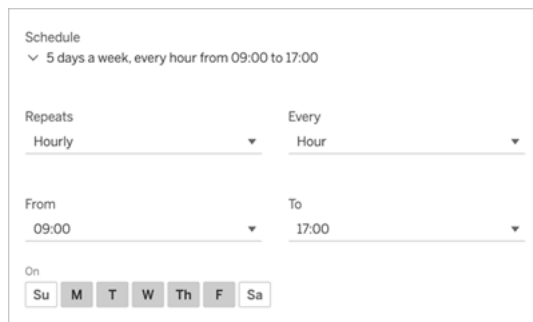 Schedule
5 days a week, every hour from 09:00 to 17:00
Repeats Every
Hourly Hour
From To
09:00 17:00
On
Su M T W Th F Sa